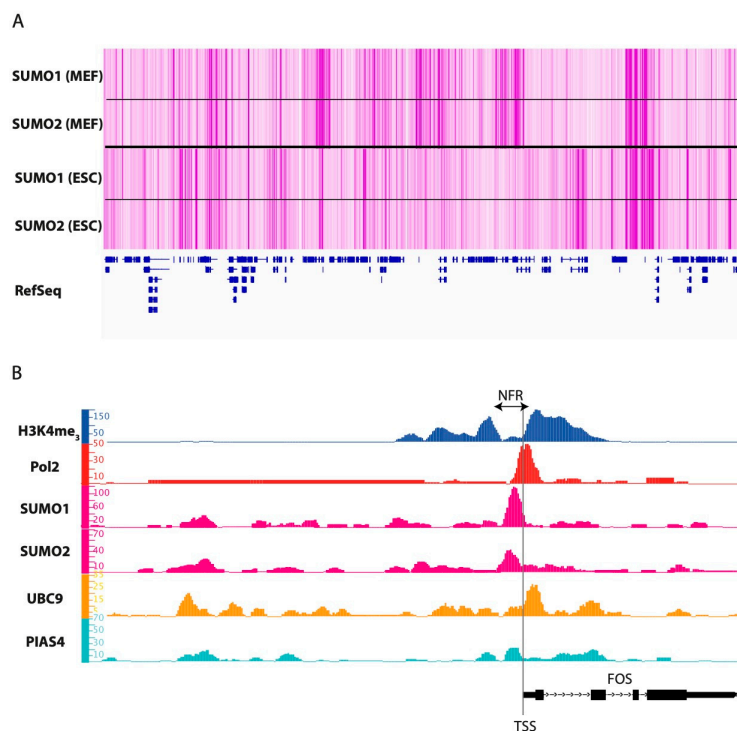 A
SUMO1 (MEF)
SUMO2 (MEF)
SUMO1 (ESC)
SUMO2 (ESC)
RefSeq
B
NFR
H3K4me3
150
50
Pol2
50
30
10
SUMO1
100
60
20
SUMO2
70
40
10
UBC9
25
15
5
PIAS4
70
50
30
10
FOS
TSS